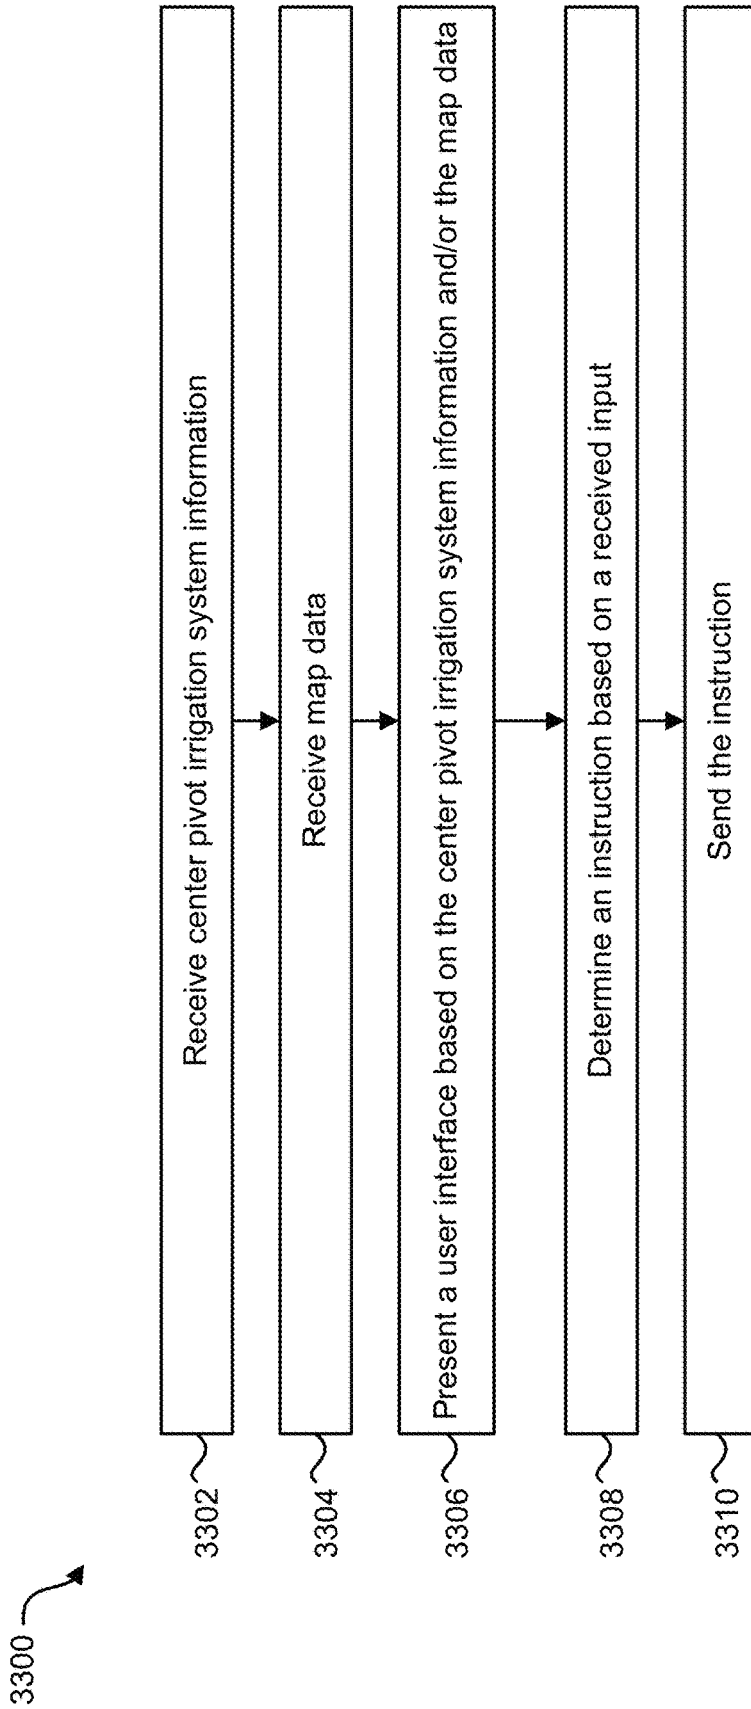 3300
3302
Receive center pivot irrigation system information
3304
Receive map data
3306
Present a user interface based on the center pivot irrigation system information and/or the map data
3308
Determine an instruction based on a received input
3310
Send the instruction